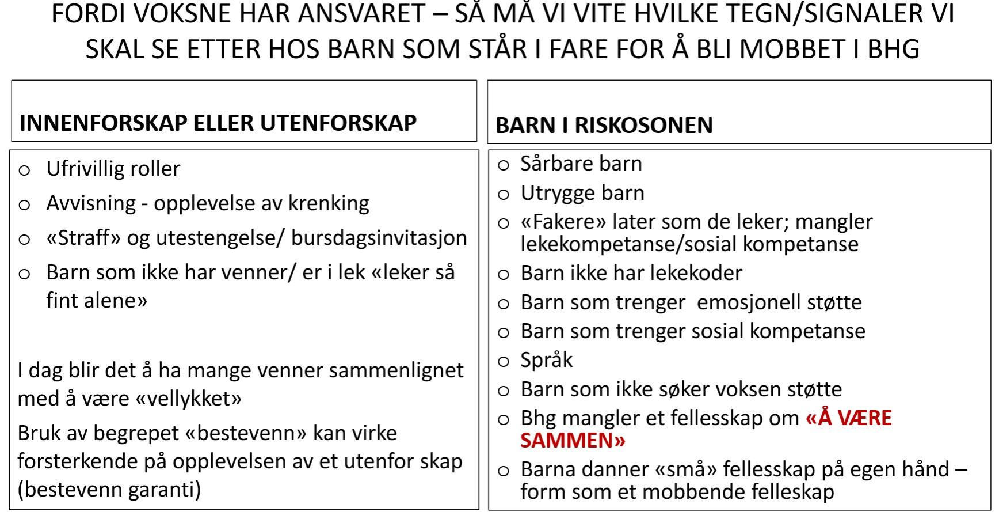 FORDI VOKSNE HAR ANSVARET – SÅ MÅ VI VITE HVILKE TEGN/SIGNALER VI
SKAL SE ETTER HOS BARN SOM STÅR I FARE FOR Å BLI MOBBET I BHG
INNENFORSKAP ELLER UTENFORSKAP
o Ufrivillig roller
o Avvisning - opplevelse av krenking
o «Straff» og utestengelse/ bursdagsinvitasjon
o Barn som ikke har venner/ er i lek «leker så
fint alene»
I dag blir det å ha mange venner sammenlignet
med å være «vellykket»
Bruk av begrepet «bestevenn» kan virke
forsterkende på opplevelsen av et utenfor skap
(bestevenn garanti)
BARN I RISKOSONEN
o Sårbare barn
o Utrygge barn
o «Fakere» later som de leker; mangler
lekekompetanse/sosial kompetanse
o Barn ikke har lekekoder
o Barn som trenger  emosjonell støtte
o Barn som trenger sosial kompetanse
o Språk
o Barn som ikke søker voksen støtte
o Bhg mangler et fellesskap om «Å VÆRE
SAMMEN»
o Barna danner «små» fellesskap på egen hånd –
form som et mobbende felleskap